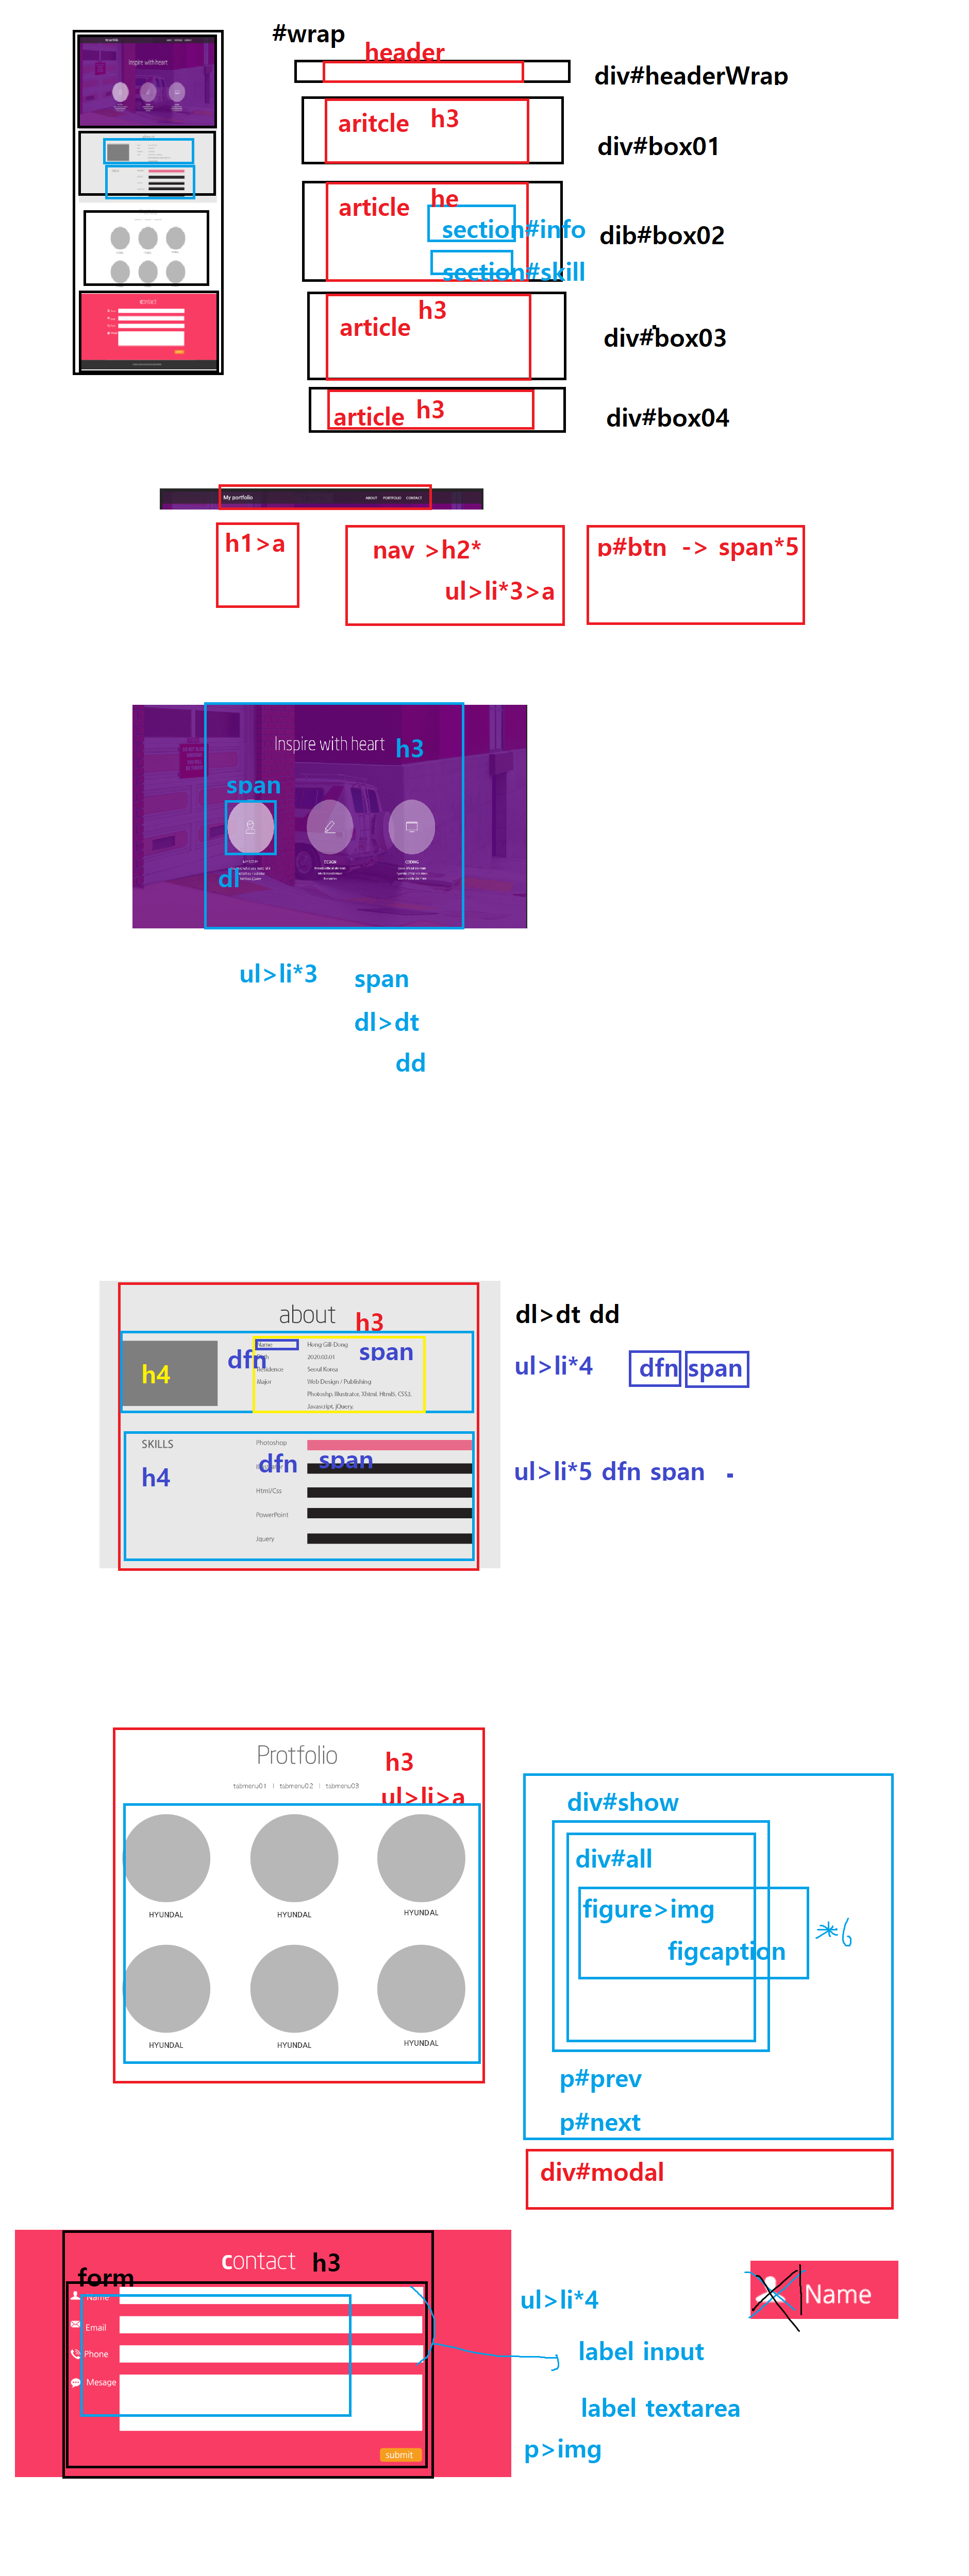 #wrap
header
div#headerWrap
aritcle h3
div#box01
article he
section#info
dib#box02
section#skill
h3
article
div#box03
article h3
div#box04
My portfolio ABOUT PORTFOLIO CONTACT
h1>a
nav >h2*
p#btn -> span*5
ul>li*3>a
Inspire with heart h3
span
DESIGN CODING
dl
ul>li*3 span
dl>dt
dd
about h3
dl>dt dd
Name Hong Gill-Dong
dfn span
2020.03.01
ul>li*4 dfn span
h4
Residence Seoul Korea
Major Web Design / Publishing
Photoshp, Illustrator, Xhtml, Html5, CSS3,
Javascript, jQuery,
SKILLS Photoshop
h4 dfn span
ul>li*5 dfn span
Html/Css
PowerPoint
Jquery
Protfolio h3
tabmenu01 | tabmenu02 | tabmenu03
ul>li>a
div#show
div#all
figure>img
HYUNDAL HYUNDAL HYUNDAL
*6
figcaption
HYUNDAL HYUNDAL HYUNDAL
p#prev
p#next
div#modal
contact h3
form
Name
Name
ul>li*4
Email
Phone
label input
Mesage
label textarea
submit
p>img